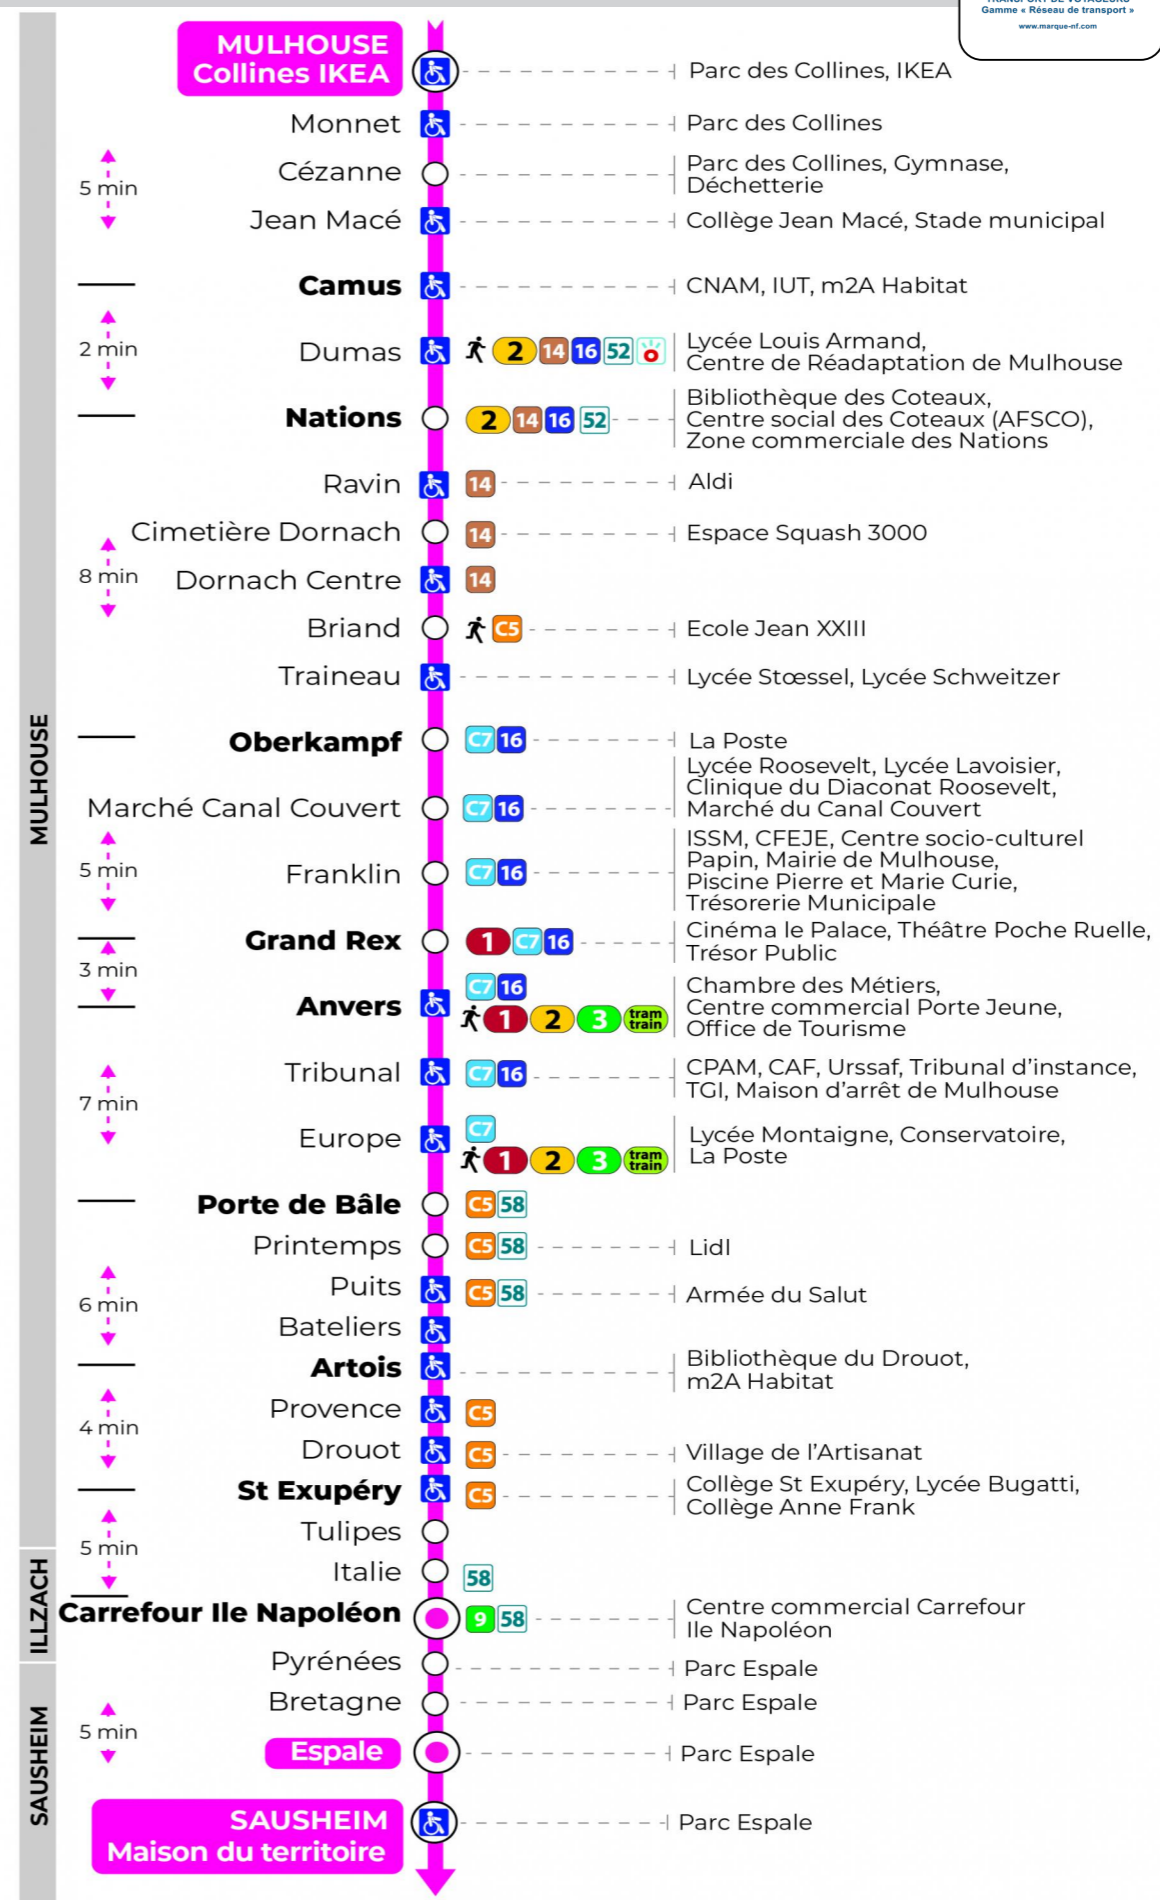 TRANSPORT DE VOYAGEURS
Gamme « Réseau de transport »
www.marque-nf.com
MULHOUSE
Collines IKEA
Parc des Collines, IKEA
Monnet
Parc des Collines
5 min
Cézanne
Parc des Collines, Gymnase,
Déchetterie
Jean Macé
Collège Jean Macé, Stade municipal
Camus
CNAM, IUT, m2A Habitat
2 min
Dumas
2 14 16 52
Lycée Louis Armand,
Centre de Réadaptation de Mulhouse
Nations
2 14 16 52
Bibliothèque des Coteaux,
Centre social des Coteaux (AFSCO),
Zone commerciale des Nations
Ravin
14
Aldi
Cimetière Dornach
14
Espace Squash 3000
8 min
Dornach Centre
14
Briand
C5
Ecole Jean XXIII
Traineau
Lycée Stœssel, Lycée Schweitzer
MULHOUSE
Oberkampf
C7 16
La Poste
Marché Canal Couvert
C7 16
Lycée Roosevelt, Lycée Lavoisier,
Clinique du Diaconat Roosevelt,
Marché du Canal Couvert
5 min
Franklin
C7 16
ISSM, CFEJE, Centre socio-culturel
Papin, Mairie de Mulhouse,
Piscine Pierre et Marie Curie,
Trésorerie Municipale
Grand Rex
1 C7 16
Cinéma le Palace, Théâtre Poche Ruelle,
Trésor Public
3 min
Anvers
C7 16
1 2 3 tram train
Chambre des Métiers,
Centre commercial Porte Jeune,
Office de Tourisme
Tribunal
C7 16
CPAM, CAF, Urssaf, Tribunal d'instance,
TGI, Maison d'arrêt de Mulhouse
7 min
Europe
C7
1 2 3 tram train
Lycée Montaigne, Conservatoire,
La Poste
Porte de Bâle
C5 58
Printemps
C5 58
Lidl
6 min
Puits
C5 58
Armée du Salut
Bateliers
Artois
Bibliothèque du Drouot,
m2A Habitat
4 min
Provence
C5
Drouot
C5
Village de l'Artisanat
St Exupéry
C5
Collège St Exupéry, Lycée Bugatti,
Collège Anne Frank
Tulipes
5 min
Italie
58
ILLZACH
Carrefour Ile Napoléon
9 58
Centre commercial Carrefour
Ile Napoléon
Pyrénées
Parc Espale
Bretagne
Parc Espale
SAUSHEIM
5 min
Espale
Parc Espale
SAUSHEIM
Maison du territoire
Parc Espale